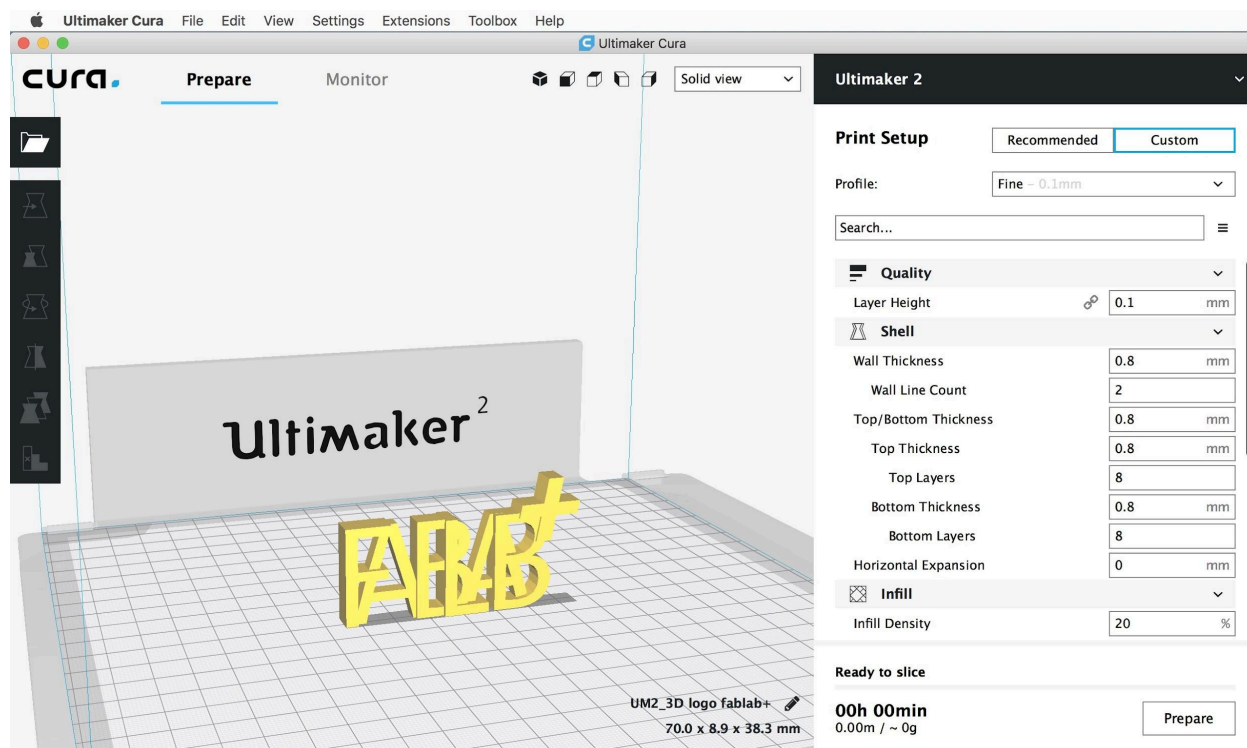 Ultimaker Cura File Edit View Settings Extensions Toolbox Help
Ultimaker Cura
cura. Prepare Monitor Solid view
Ultimaker 2
Print Setup Recommended Custom
Profile: Fine - 0.1mm
Search...
Quality
Layer Height 0.1 mm
Shell
Wall Thickness 0.8 mm
Wall Line Count 2
Top/Bottom Thickness 0.8 mm
Top Thickness 0.8 mm
Top Layers 8
Bottom Thickness 0.8 mm
Bottom Layers 8
Horizontal Expansion 0 mm
Infill
Infill Density 20 %
Ultimaker 2
FABLAB+
UM2_3D logo fablab+
70.0 x 8.9 x 38.3 mm
Ready to slice
00h 00min
0.00m / ~ 0g
Prepare